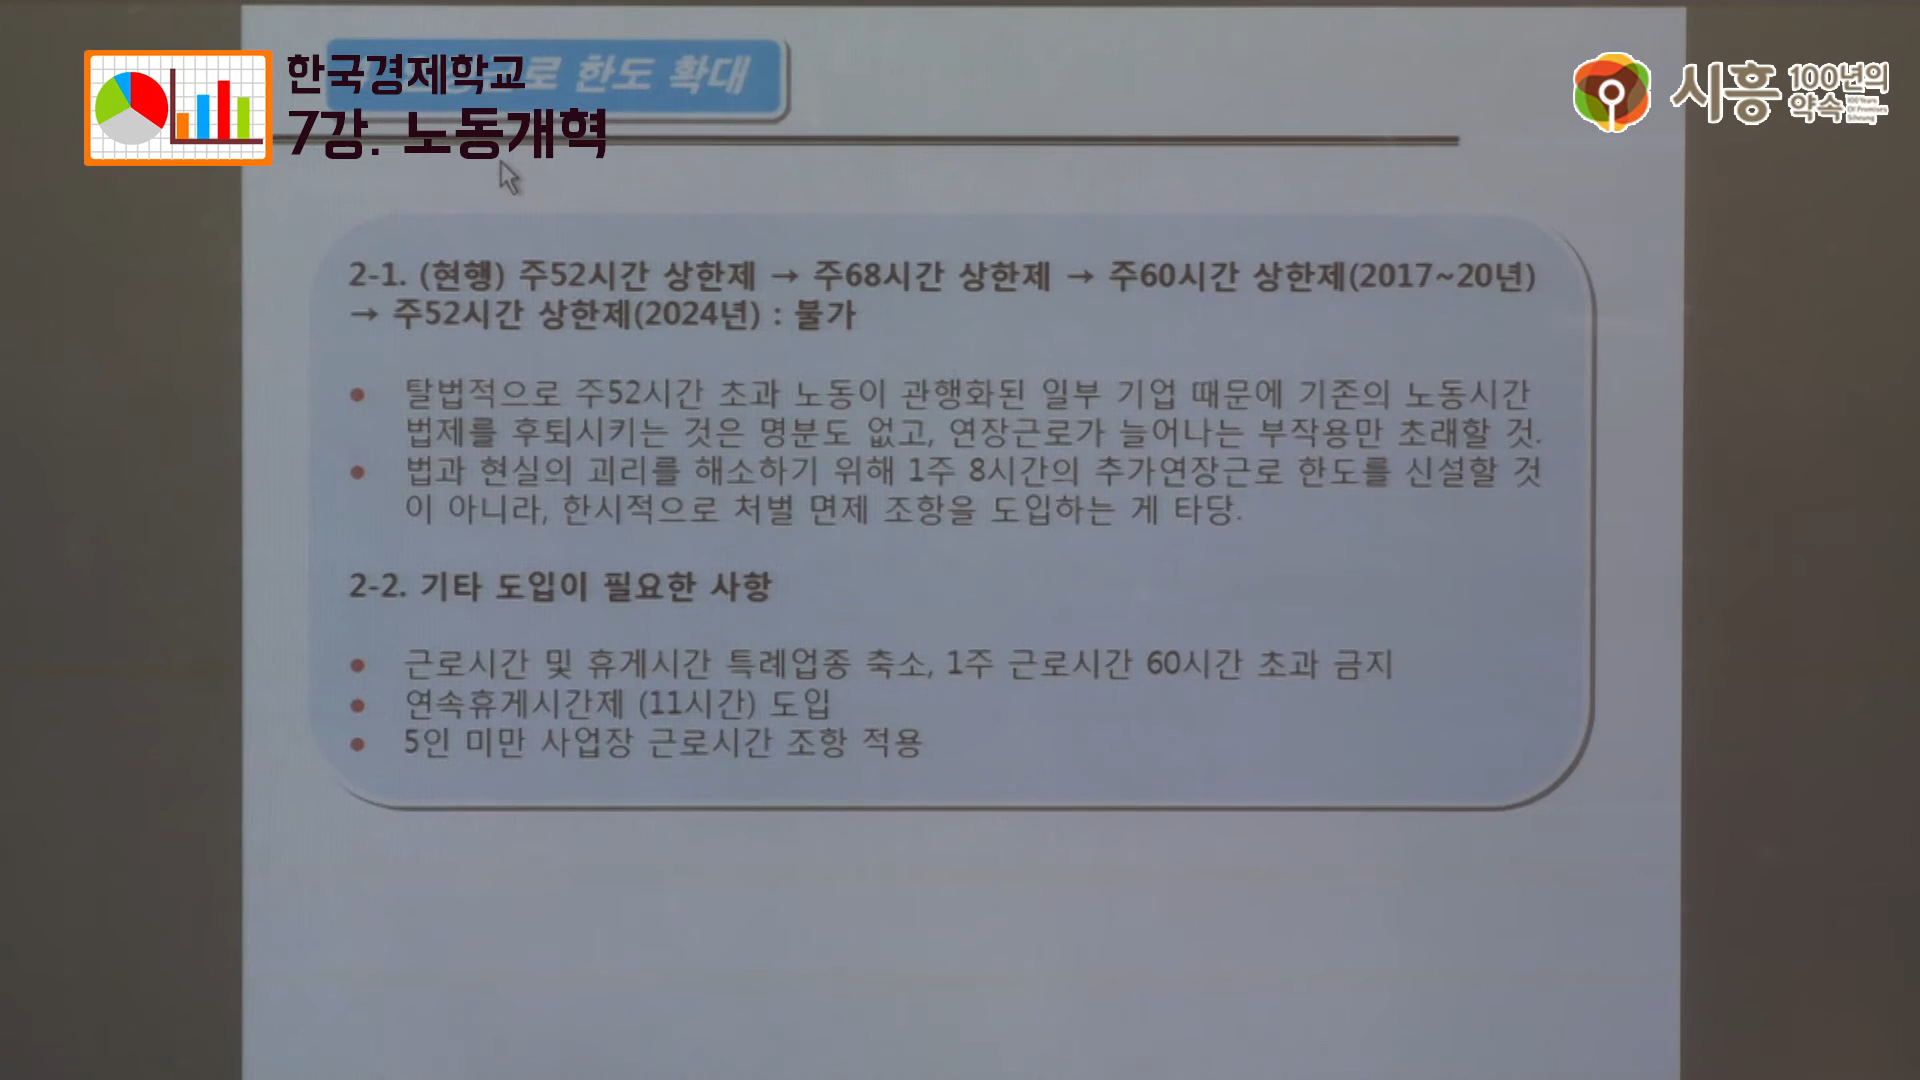 한국경제학교
7강. 노동개혁
로 한도 확대
시흥 100년의
약속
2-1. (현행) 주52시간 상한제 → 주68시간 상한제 → 주60시간 상한제(2017~20년)
→ 주52시간 상한제(2024년) : 불가
• 탈법적으로 주52시간 초과 노동이 관행화된 일부 기업 때문에 기존의 노동시간
법제를 후퇴시키는 것은 명분도 없고, 연장근로가 늘어나는 부작용만 초래할 것.
• 법과 현실의 괴리를 해소하기 위해 1주 8시간의 추가연장근로 한도를 신설할 것
이 아니라, 한시적으로 처벌 면제 조항을 도입하는 게 타당.
2-2. 기타 도입이 필요한 사항
• 근로시간 및 휴게시간 특례업종 축소, 1주 근로시간 60시간 초과 금지
• 연속휴게시간제 (11시간) 도입
• 5인 미만 사업장 근로시간 조항 적용